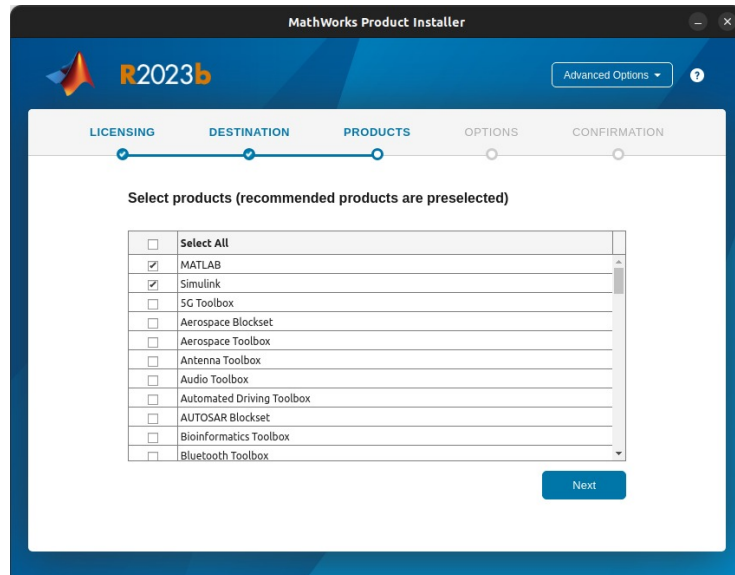 MathWorks Product Installer
R2023b
Advanced Options
?
LICENSING DESTINATION PRODUCTS OPTIONS CONFIRMATION
Select products (recommended products are preselected)
Select All
MATLAB
Simulink
5G Toolbox
Aerospace Blockset
Aerospace Toolbox
Antenna Toolbox
Audio Toolbox
Automated Driving Toolbox
AUTOSAR Blockset
Bioinformatics Toolbox
Bluetooth Toolbox
Next